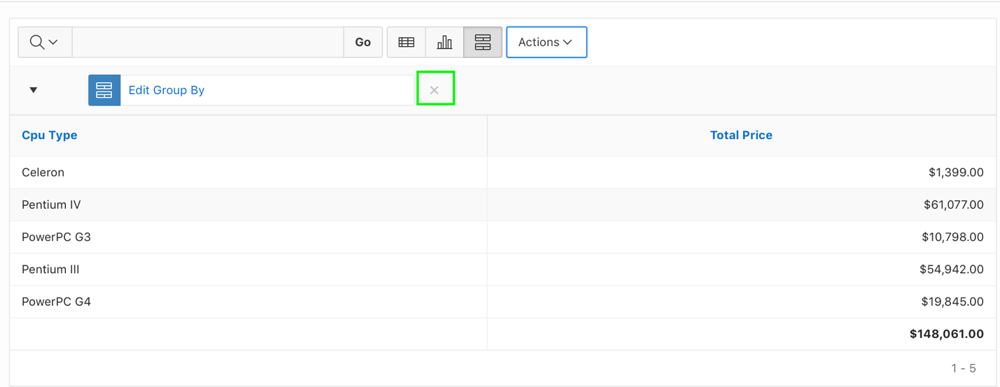 Go Actions
Edit Group By
Cpu Type Total Price
Celeron $1,399.00
Pentium IV $61,077.00
PowerPC G3 $10,798.00
Pentium III $54,942.00
PowerPC G4 $19,845.00
$148,061.00
1 - 5